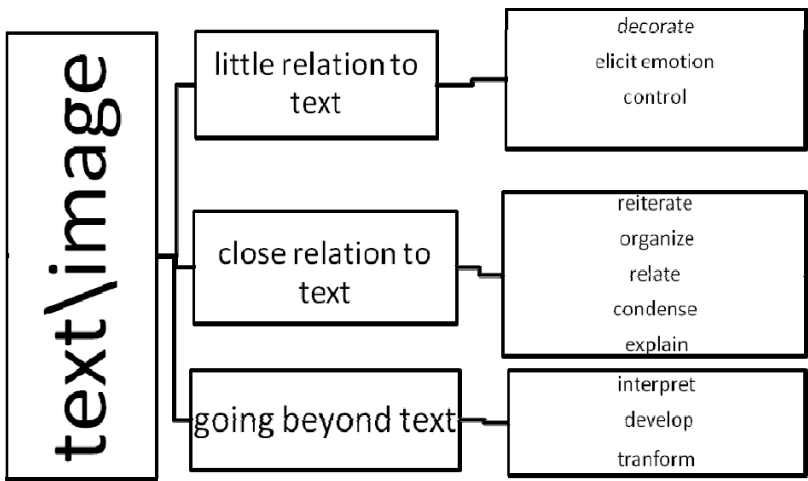 text\image
little relation to
text
decorate
elicit emotion
control
close relation to
text
reiterate
organize
relate
condense
explain
going beyond text
interpret
develop
tranform